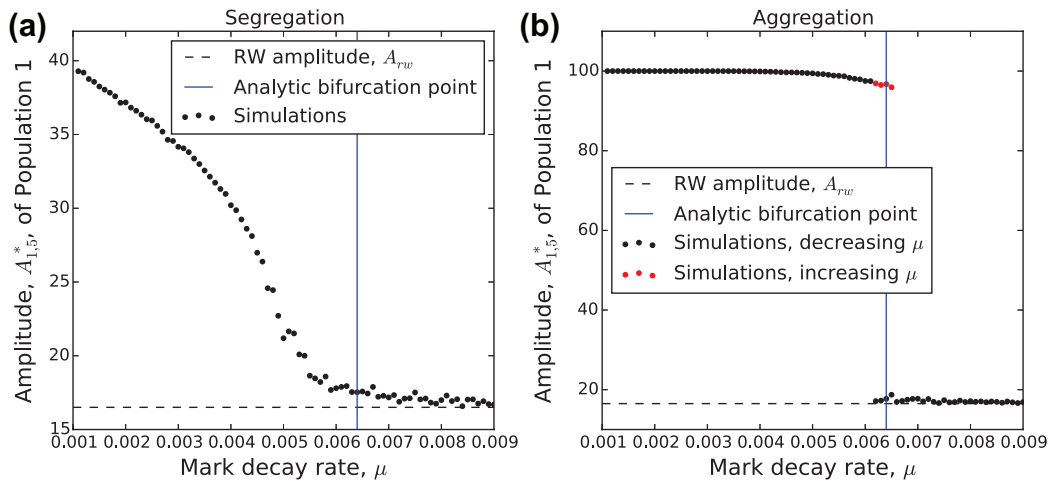 (a)
Segregation
Amplitude, A*1,5, of Population 1
40
35
30
25
20
15
RW amplitude, Arw
Analytic bifurcation point
Simulations
0.001 0.002 0.003 0.004 0.005 0.006 0.007 0.008 0.009
Mark decay rate, μ
(b)
Aggregation
Amplitude, A*1,5, of Population 1
100
80
60
40
20
RW amplitude, Arw
Analytic bifurcation point
Simulations, decreasing μ
Simulations, increasing μ
0.001 0.002 0.003 0.004 0.005 0.006 0.007 0.008 0.009
Mark decay rate, μ